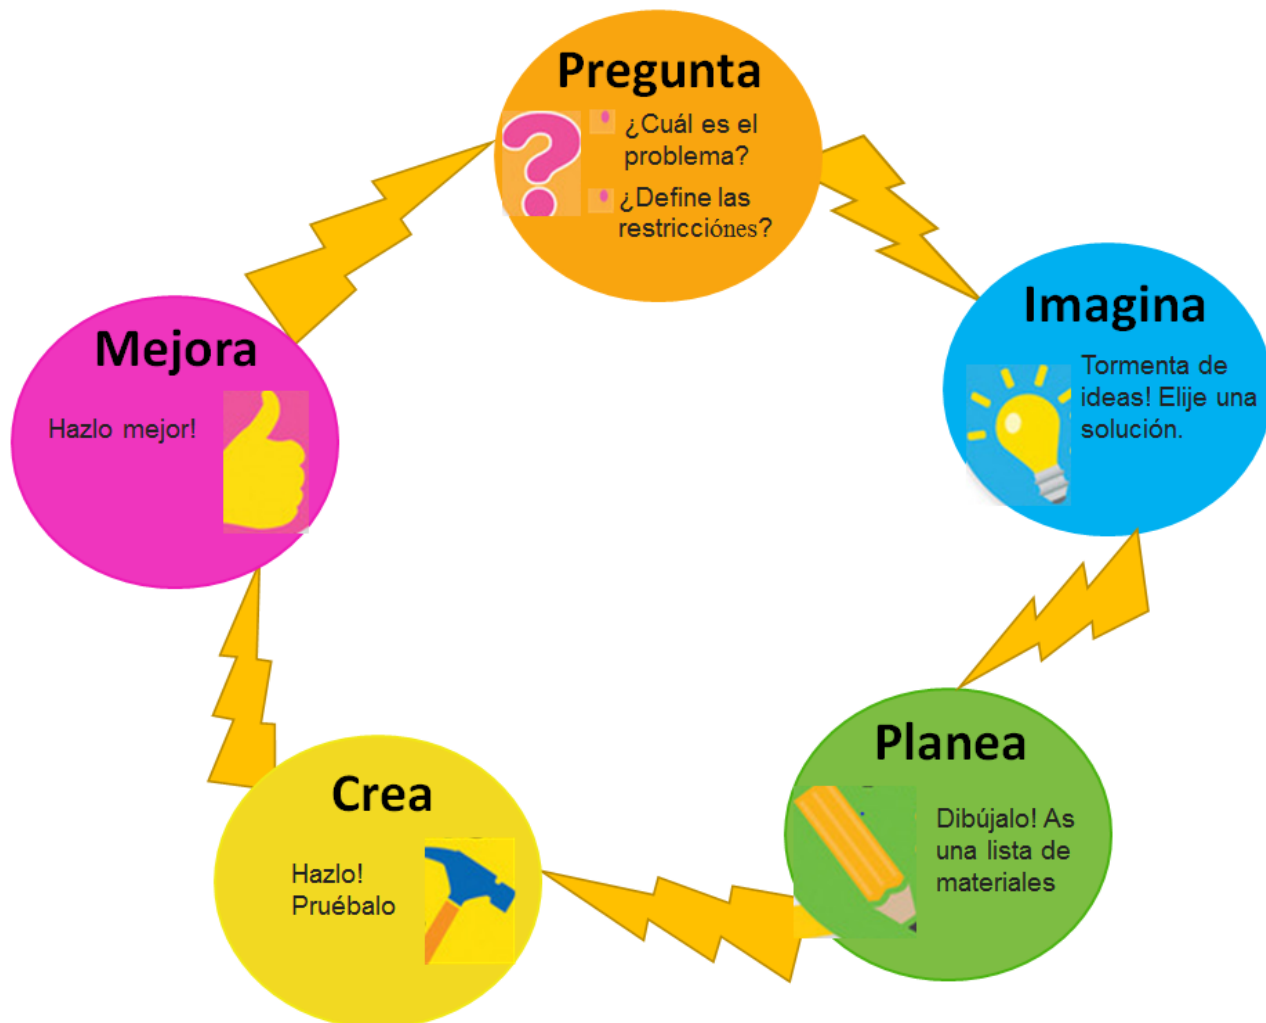 Pregunta
¿Cuál es el
problema?
¿Define las
restricciónes?
Imagina
Tormenta de
ideas! Elije una
solución.
Planea
Dibújalo! As
una lista de
materiales
Crea
Hazlo!
Pruébalo
Mejora
Hazlo mejor!